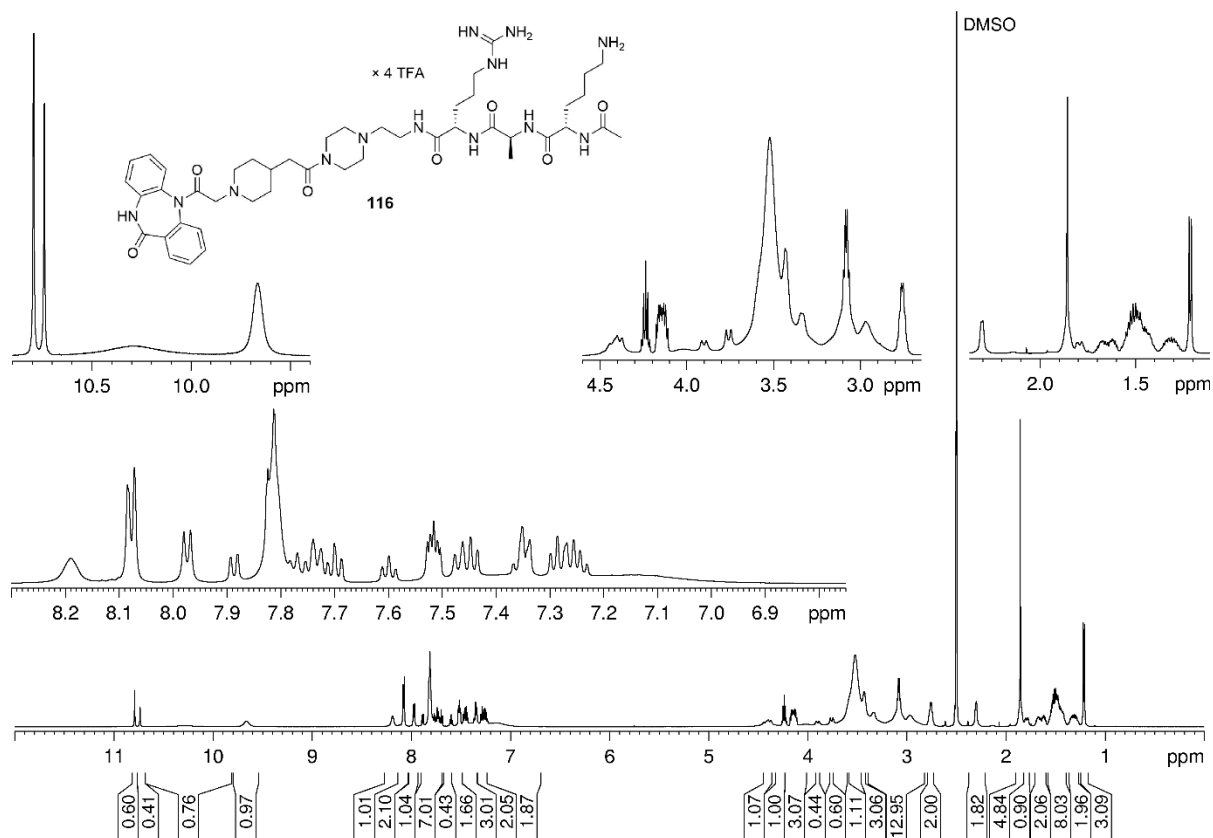 DMSO
HN NH₂
NH
NH₂
× 4 TFA
O O
N H N N H N
N N H O N H O N H
O
O
N N
N
HN
O
O
116
10.5 10.0 ppm
4.5 4.0 3.5 3.0 ppm
2.0 1.5 ppm
8.2 8.1 8.0 7.9 7.8 7.7 7.6 7.5 7.4 7.3 7.2 7.1 7.0 6.9 ppm
11 10 9 8 7 6 5 4 3 2 1 ppm
0.60 0.41 0.76 0.97 1.01 2.10 1.04 7.01 0.43 1.66 3.01 2.05 1.87 1.07 1.00 3.07 0.44 0.60 1.11 3.06 12.95 2.00 1.82 4.84 0.90 2.06 8.03 1.96 3.09